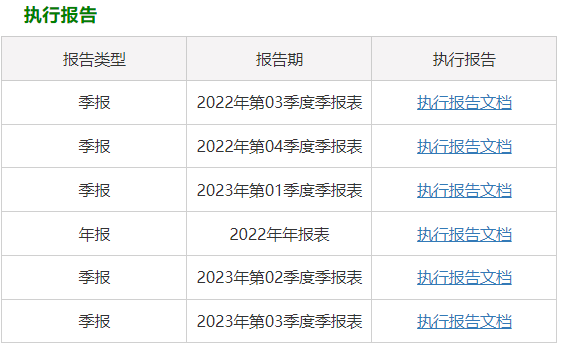 执行报告
报告类型 报告期 执行报告
季报 2022年第03季度季报表 执行报告文档
季报 2022年第04季度季报表 执行报告文档
季报 2023年第01季度季报表 执行报告文档
年报 2022年年报表 执行报告文档
季报 2023年第02季度季报表 执行报告文档
季报 2023年第03季度季报表 执行报告文档